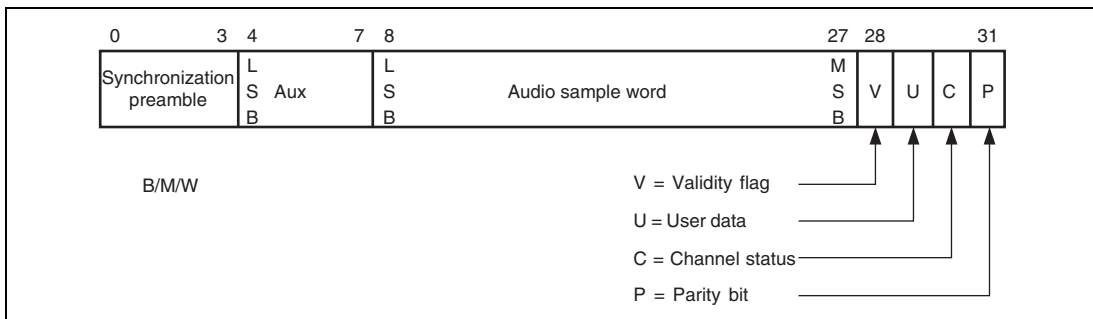 0 3 4 7 8 27 28 31
Synchronization
preamble
L
S
B
Aux
L
S
B
Audio sample word
M
S
B
V
U
C
P
B/M/W
V = Validity flag
U = User data
C = Channel status
P = Parity bit